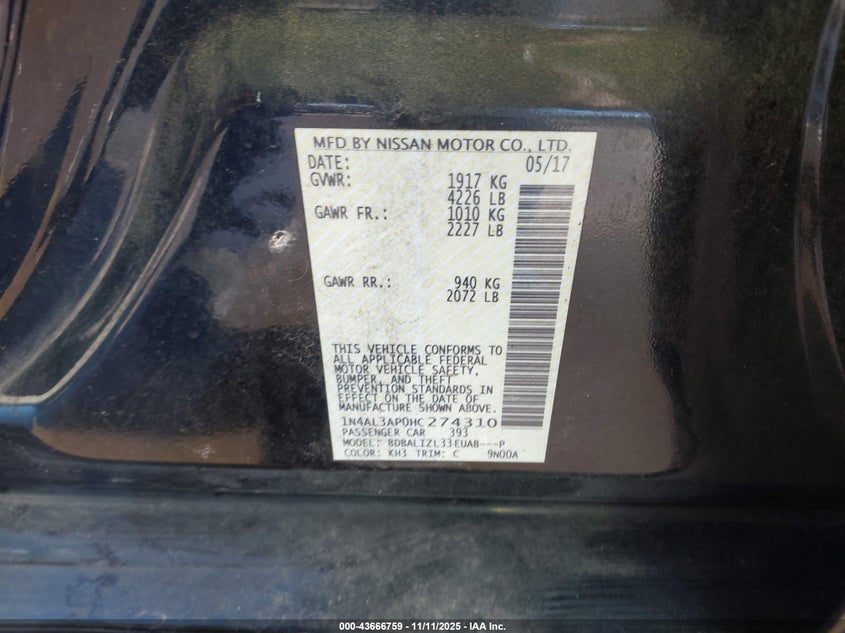 MFD BY NISSAN MOTOR CO., LTD.
DATE: 05/17
GVWR: 1917 KG
4226 LB
GAWR FR.: 1010 KG
2227 LB
GAWR RR.: 940 KG
2072 LB
THIS VEHICLE CONFORMS TO
ALL APPLICABLE FEDERAL
MOTOR VEHICLE SAFETY,
BUMPER, AND THEFT
PREVENTION STANDARDS IN
EFFECT ON THE DATE OF
MANUFACTURE SHOWN ABOVE.
1N4AL3AP0HC274310
PASSENGER CAR 393
MODEL: BDBALIZL33EUAB---P
COLOR: KH3 TRIM: C 9N00A
000-43666759 - 11/11/2025 - IAA Inc.